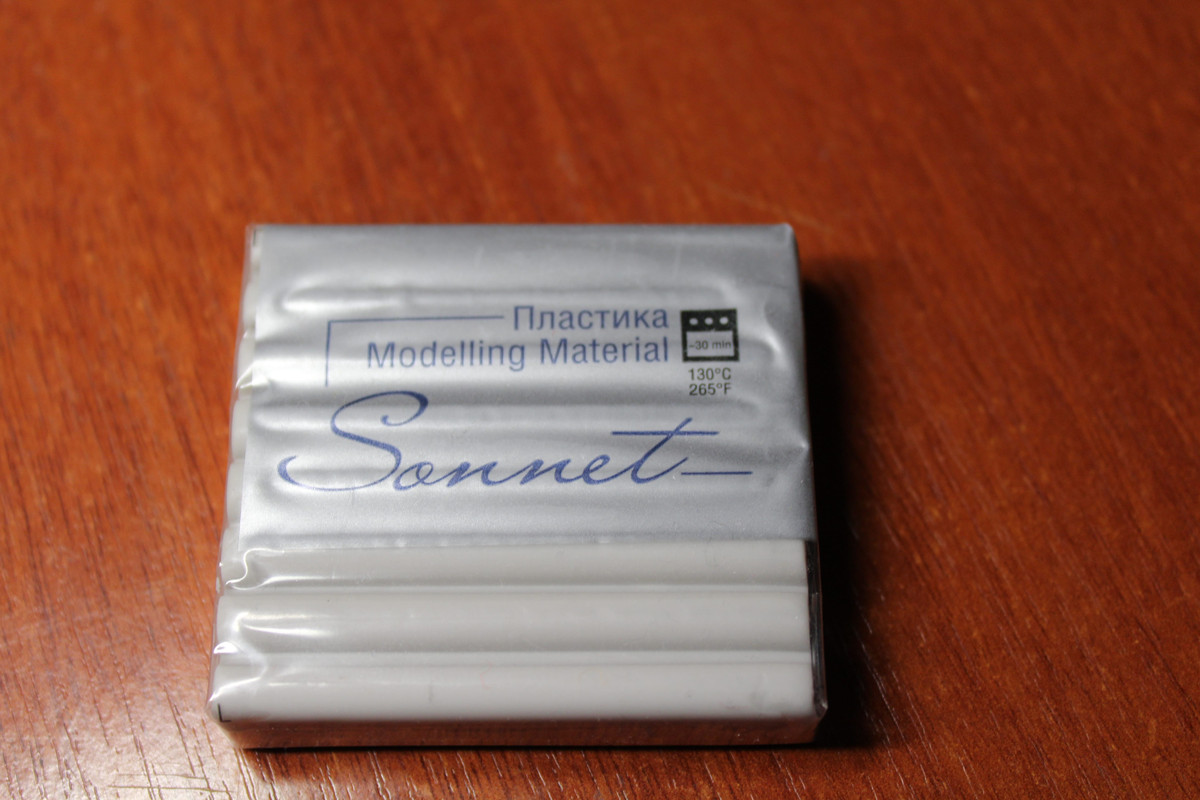 Пластика
Modelling Material
~30 min
130°C
265°F
Sonnet